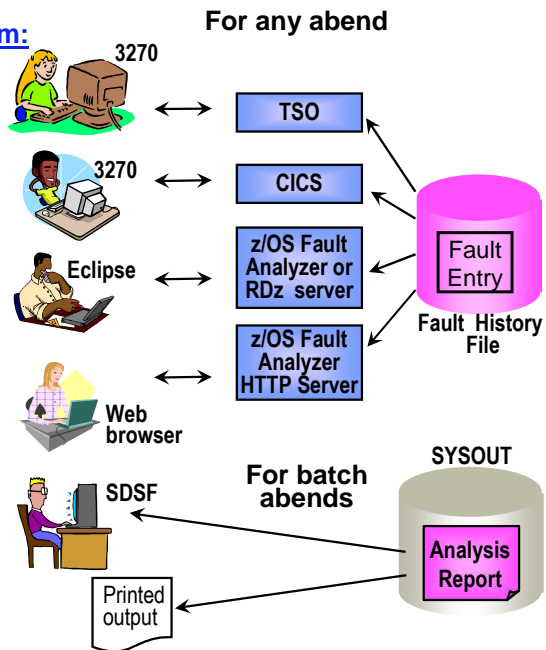 For any abend
m:
3270
TSO
3270
CICS
Eclipse
z/OS Fault
Analyzer or
RDz server
Fault
Entry
Fault History
File
z/OS Fault
Analyzer
HTTP Server
Web
browser
For batch
abends
SYSOUT
SDSF
Analysis
Report
Printed
output